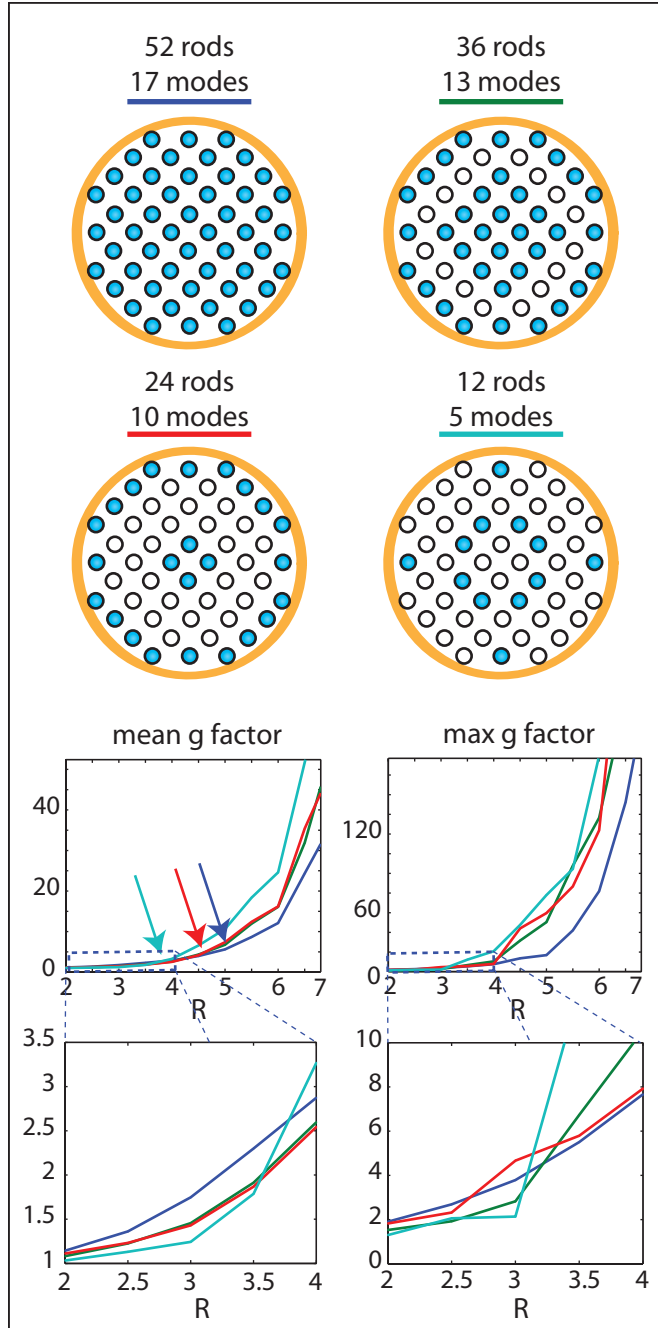 52 rods
17 modes
36 rods
13 modes
24 rods
10 modes
12 rods
5 modes
mean g factor
40
20
0
2 3 4 5 6 7
R
max g factor
120
60
0
2 3 4 5 6 7
R
3.5
3
2.5
2
1.5
1
2 2.5 3 3.5 4
R
10
8
6
4
2
0
2 2.5 3 3.5 4
R